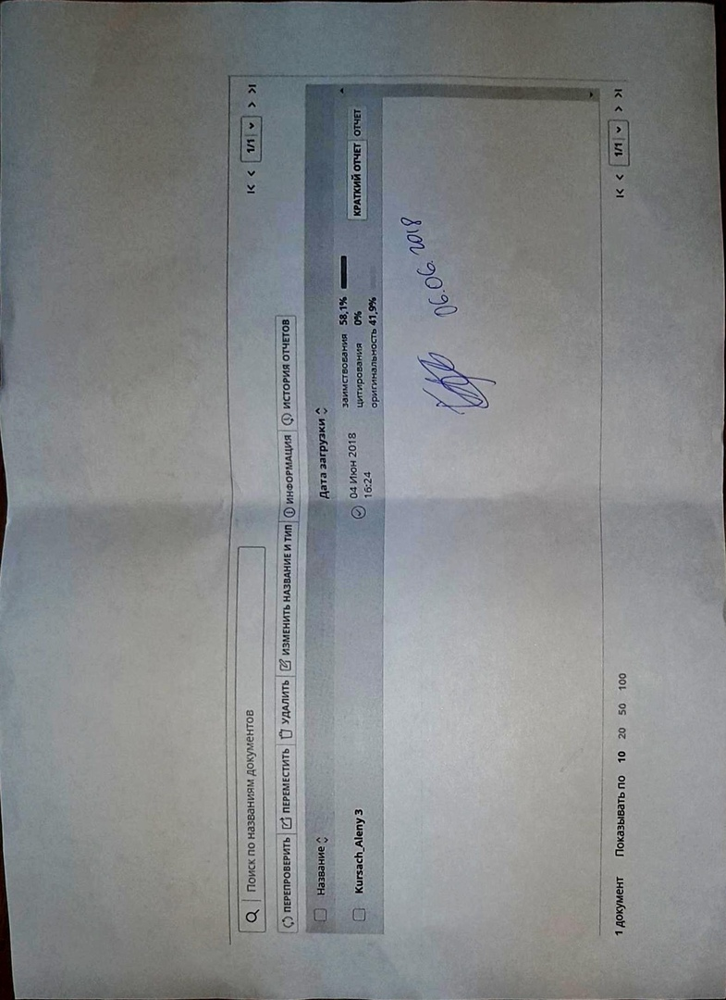 Поиск по названиям документов
1/1
ПЕРЕПРОВЕРИТЬ ПЕРЕМЕСТИТЬ УДАЛИТЬ ИЗМЕНИТЬ НАЗВАНИЕ И ТИП ИНФОРМАЦИЯ ИСТОРИЯ ОТЧЕТОВ
Название Дата загрузки
Kursach_Aleny 3
04 Июн 2018
16:24
заимствования 58,1%
цитирования 0%
оригинальность 41,9%
КРАТКИЙ ОТЧЕТ ОТЧЕТ
06.06.2018
1 документ Показывать по 10 20 50 100
1/1